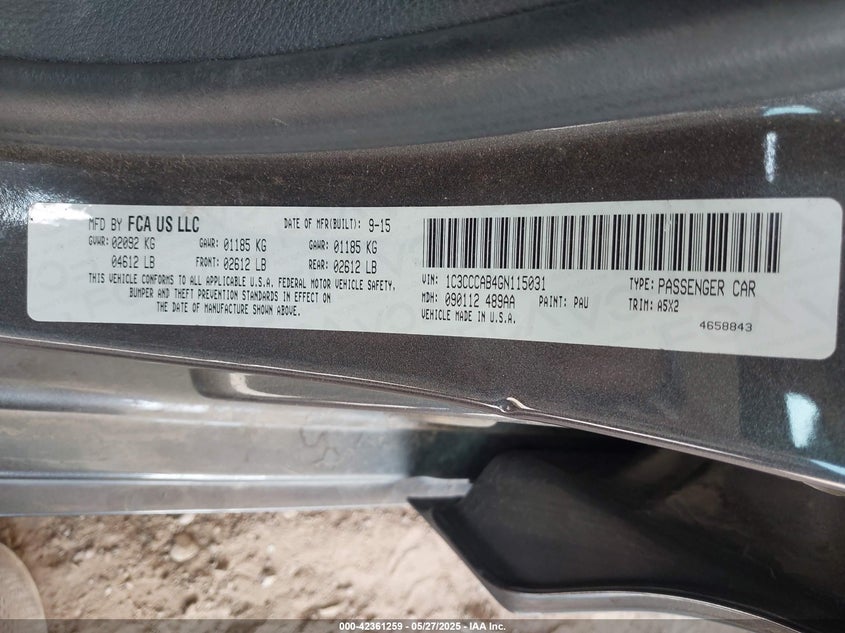 MFD BY FCA US LLC DATE OF MFR(BUILT): 9-15
GVWR: 02092 KG GAWR: 01185 KG GAWR: 01185 KG
04612 LB FRONT: 02612 LB REAR: 02612 LB
THIS VEHICLE CONFORMS TO ALL APPLICABLE U.S.A. FEDERAL MOTOR VEHICLE SAFETY,
BUMPER AND THEFT PREVENTION STANDARDS IN EFFECT ON
THE DATE OF MANUFACTURE SHOWN ABOVE.
VIN: 1C3CCCAB4GN115031 TYPE: PASSENGER CAR
MDH: 090112 489AA PAINT: PAU TRIM: A5X2
VEHICLE MADE IN U.S.A.
4658843
000-42361259 - 05/27/2025 - IAA Inc.